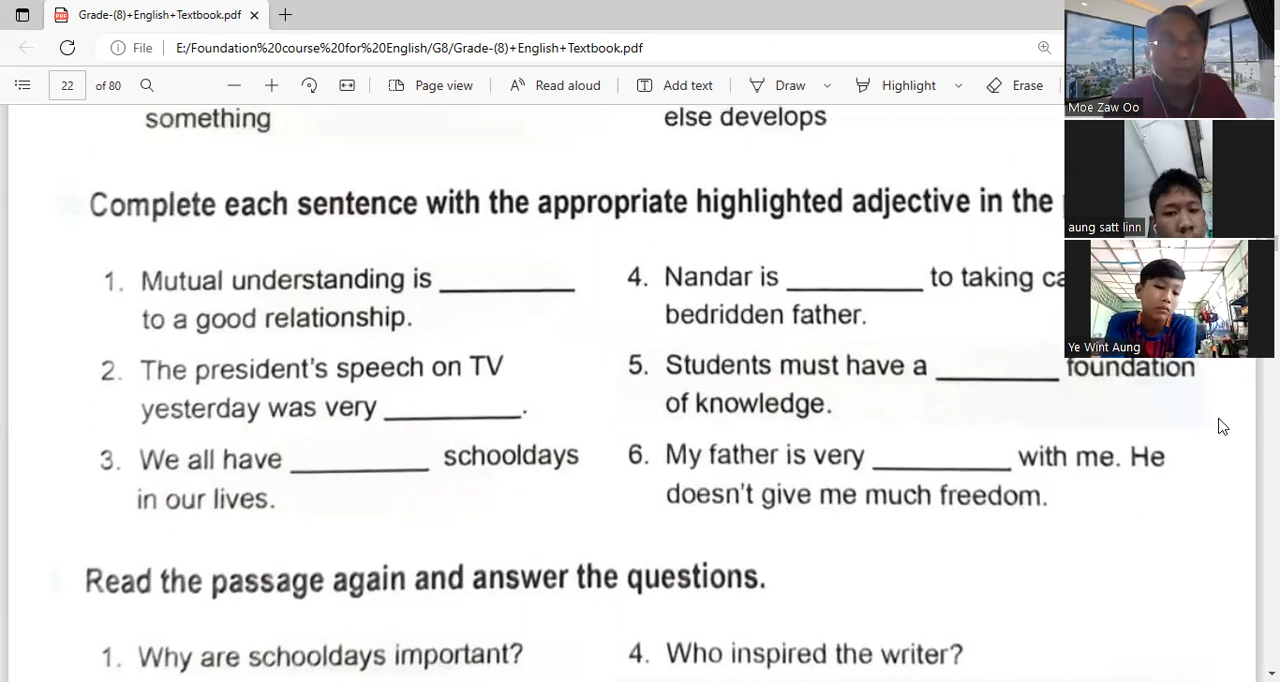 Grade-(8)+English+Textbook.pdf
File E:/Foundation%20course%20for%20English/G8/Grade-(8)+English+Textbook.pdf
22 of 80 Page view Read aloud Add text Draw Highlight Erase
something
else develops
Complete each sentence with the appropriate highlighted adjective in the
1. Mutual understanding is __________
to a good relationship.
2. The president's speech on TV
yesterday was very __________.
3. We all have __________ schooldays
in our lives.
4. Nandar is __________ to taking ca
bedridden father.
5. Students must have a _________ foundation
of knowledge.
6. My father is very __________ with me. He
doesn't give me much freedom.
Read the passage again and answer the questions.
1. Why are schooldays important?
4. Who inspired the writer?
Moe Zaw Oo
aung satt linn
Ye Wint Aung